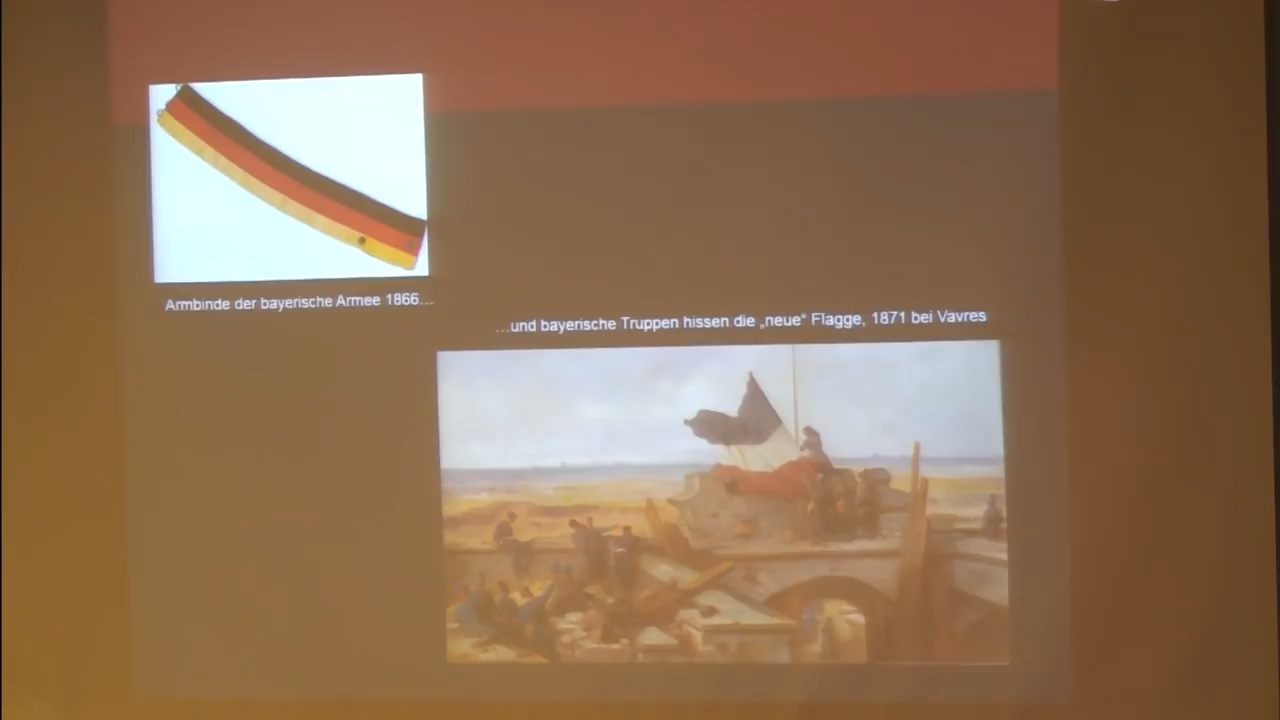 Armbinde der bayerische Armee 1866...
...und bayerische Truppen hissen die „neue“ Flagge, 1871 bei Vavres